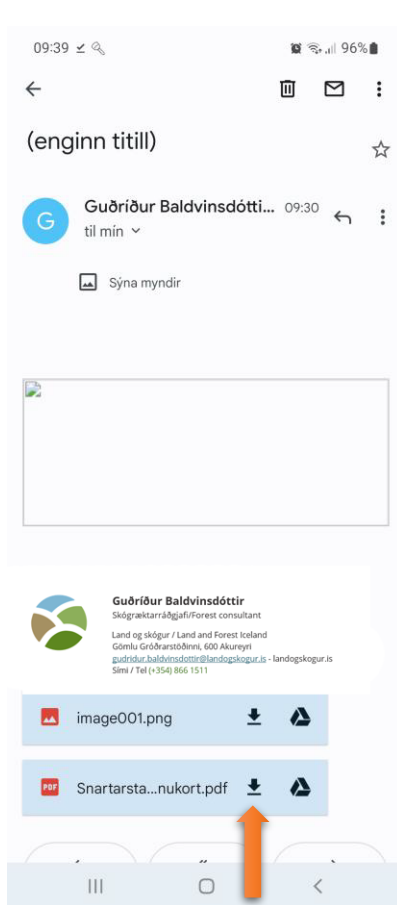 09:39
96%
(enginn titill)
G
Guðríður Baldvinsdótti... 09:30
til mín
Sýna myndir
Guðríður Baldvinsdóttir
Skógræktarráðgjafi/Forest consultant
Land og skógur / Land and Forest Iceland
Gömlu Gróðrarstöðinni, 600 Akureyri
gudridur.baldvinsdottir@landogskogur.is - landogskogur.is
Sími / Tel (+354) 866 1511
image001.png
PDF
Snartarsta...nukort.pdf